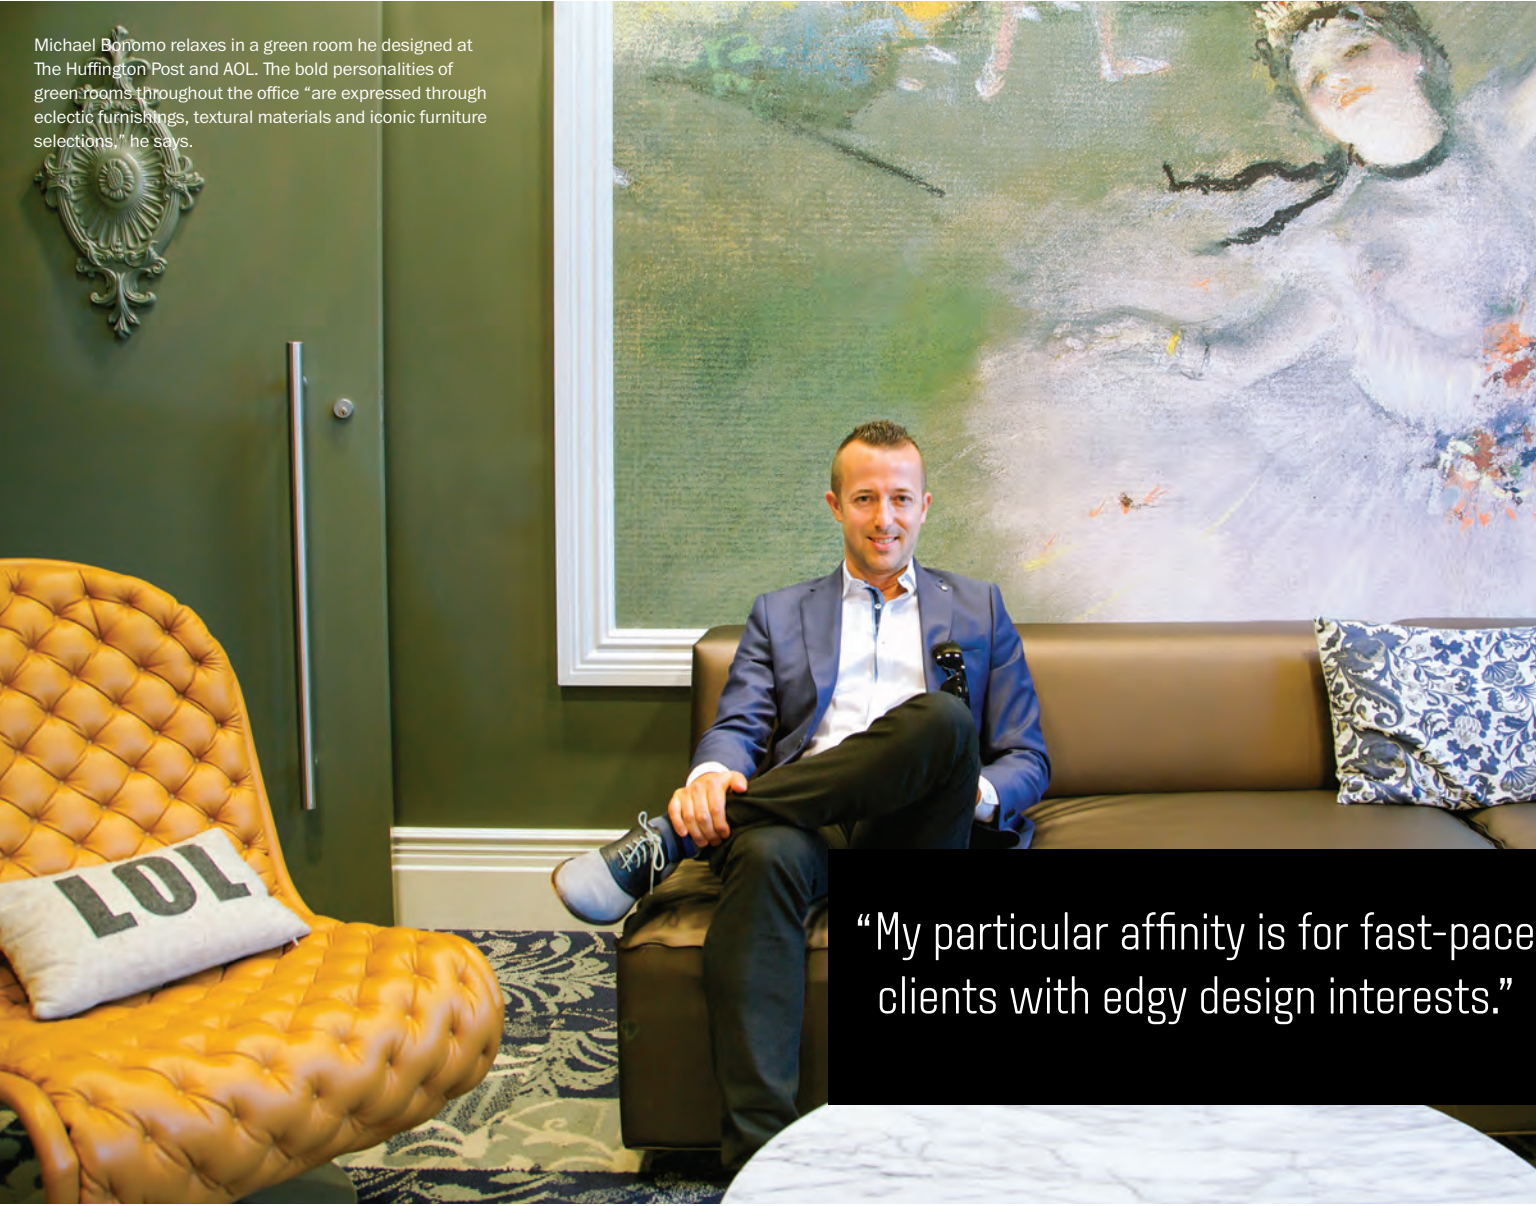 Michael Bonomo relaxes in a green room he designed at
The Huffington Post and AOL. The bold personalities of
green rooms throughout the office “are expressed through
eclectic furnishings, textural materials and iconic furniture
selections,” he says.
LOL
“My particular affinity is for fast-pace
clients with edgy design interests.”